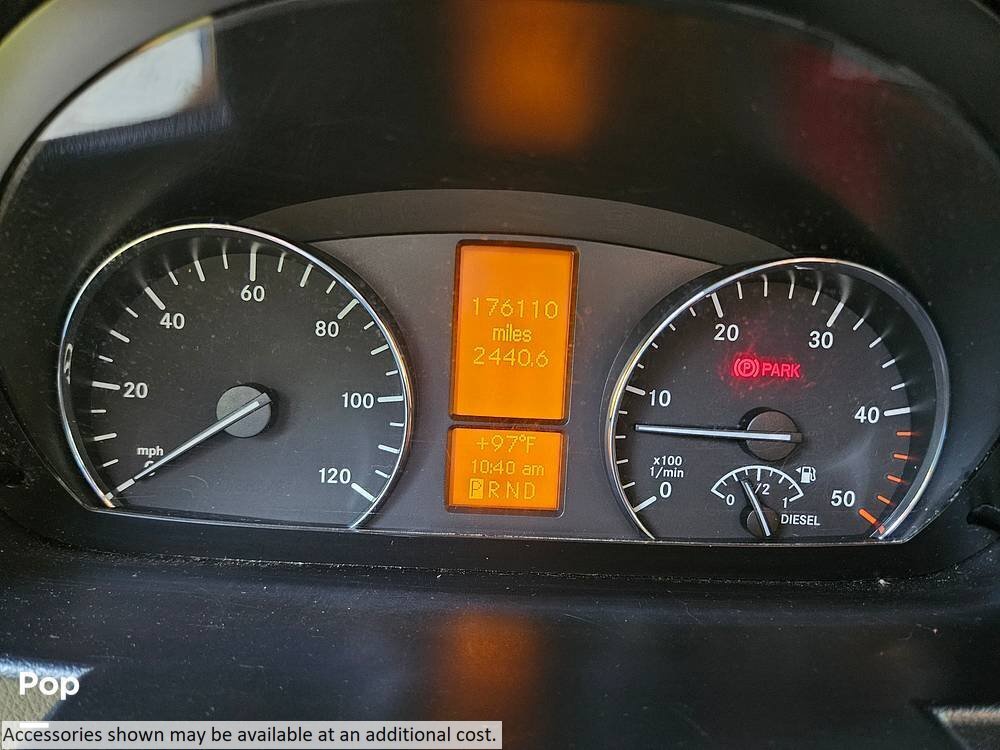 60
40
80
20
100
mph
120
176110
miles
2440.6
+97°F
10:40 am
PRND
20
30
PARK
10
40
x100
1/min
0
50
0
1/2
1
DIESEL
Pop
Accessories shown may be available at an additional cost.